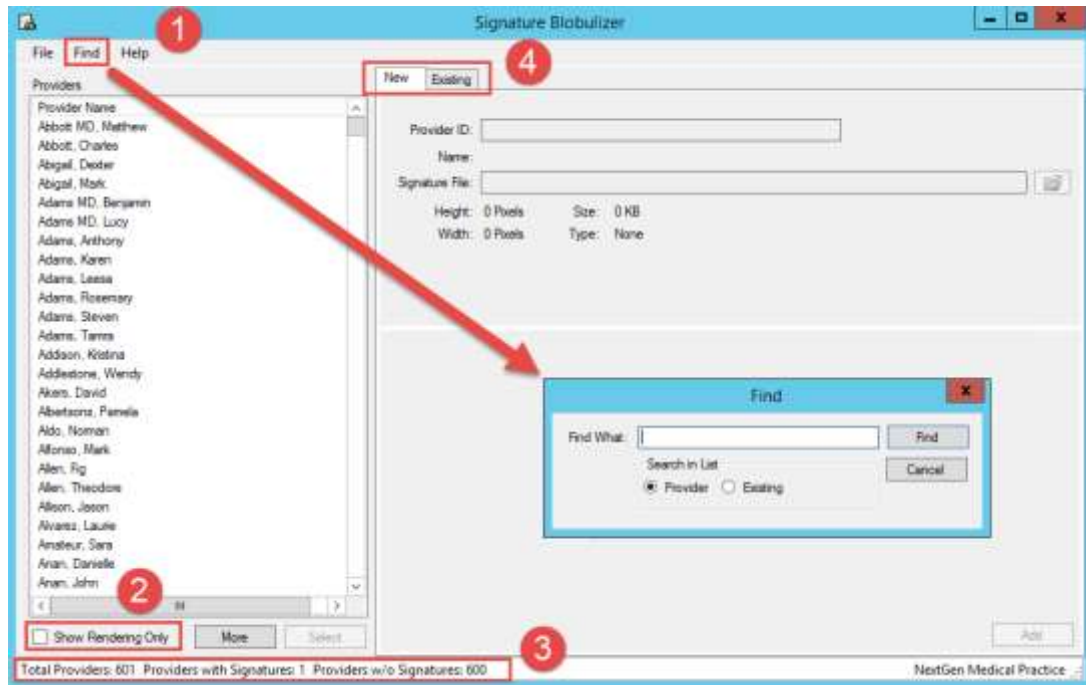 Signature Blobulizer
1
File Find Help
4
Providers
New Existing
Provider Name
Abbott MD, Matthew
Abbott, Charles
Abigail, Dexter
Abigail, Mark
Adams MD, Benjamin
Adams MD, Lucy
Adams, Anthony
Adams, Karen
Adams, Leesa
Adams, Rosemary
Adams, Steven
Adams, Tamra
Addison, Kristina
Addlestone, Wendy
Akers, David
Albertsons, Pamela
Aldo, Norman
Alfonso, Mark
Allen, Fig
Allen, Theodore
Allison, Jason
Alvarez, Laurie
Amateur, Sara
Anan, Danielle
Anan, John
Provider ID:
Name:
Signature File:
Height: 0 Pixels Size: 0 KB
Width: 0 Pixels Type: None
Find
Find What: Find
Search in List
Cancel
Provider Existing
2
Show Rendering Only More Select
Add
3
Total Providers: 601 Providers with Signatures: 1 Providers w/o Signatures: 600
NextGen Medical Practice